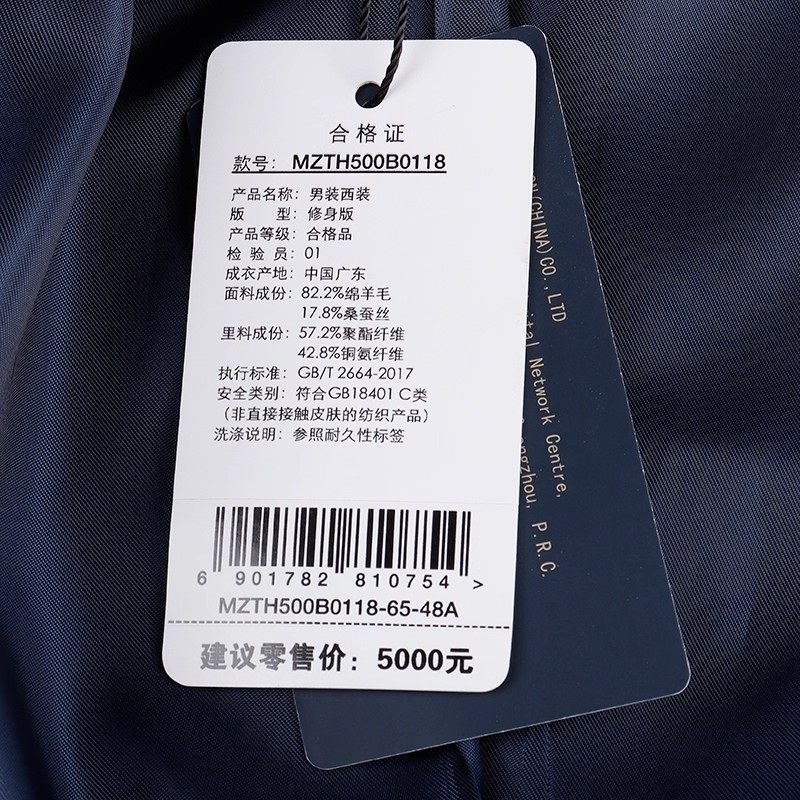 合格证
款号：MZTH500B0118
产品名称：男装西装
版 型：修身版
产品等级：合格品
检 验 员：01
成衣产地：中国广东
面料成份：82.2%绵羊毛
17.8%桑蚕丝
里料成份：57.2%聚酯纤维
42.8%铜氨纤维
执行标准：GB/T 2664-2017
安全类别：符合GB18401 C类
（非直接接触皮肤的纺织产品）
洗涤说明：参照耐久性标签
6 901782 810754 >
MZTH500B0118-65-48A
建议零售价：5000元
(CHINA)CO.,LTD
Network Centre,
P.R.C.